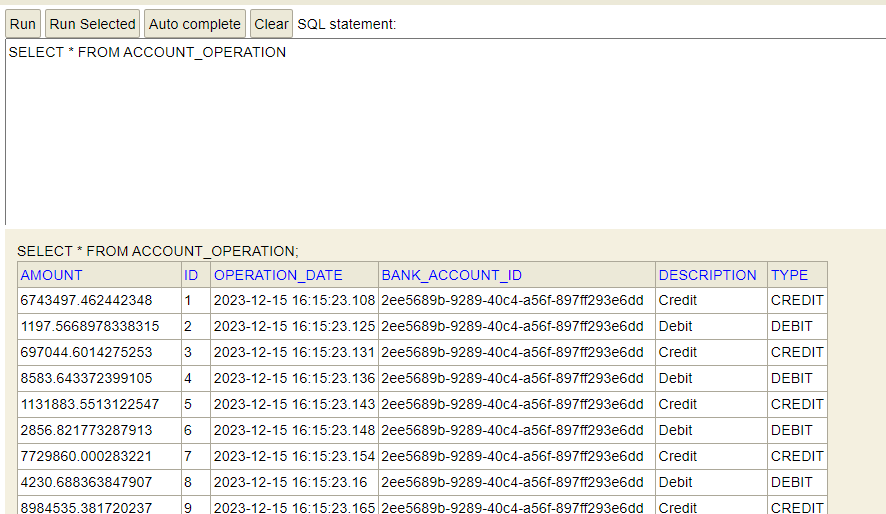 Run Run Selected Auto complete Clear SQL statement:
SELECT * FROM ACCOUNT_OPERATION
SELECT * FROM ACCOUNT_OPERATION;
AMOUNT ID OPERATION_DATE BANK_ACCOUNT_ID DESCRIPTION TYPE
6743497.462442348 1 2023-12-15 16:15:23.108 2ee5689b-9289-40c4-a56f-897ff293e6dd Credit CREDIT
1197.5668978338315 2 2023-12-15 16:15:23.125 2ee5689b-9289-40c4-a56f-897ff293e6dd Debit DEBIT
697044.6014275253 3 2023-12-15 16:15:23.131 2ee5689b-9289-40c4-a56f-897ff293e6dd Credit CREDIT
8583.643372399105 4 2023-12-15 16:15:23.136 2ee5689b-9289-40c4-a56f-897ff293e6dd Debit DEBIT
1131883.5513122547 5 2023-12-15 16:15:23.143 2ee5689b-9289-40c4-a56f-897ff293e6dd Credit CREDIT
2856.821773287913 6 2023-12-15 16:15:23.148 2ee5689b-9289-40c4-a56f-897ff293e6dd Debit DEBIT
7729860.000283221 7 2023-12-15 16:15:23.154 2ee5689b-9289-40c4-a56f-897ff293e6dd Credit CREDIT
4230.688363847907 8 2023-12-15 16:15:23.16 2ee5689b-9289-40c4-a56f-897ff293e6dd Debit DEBIT
8984535.381720237 9 2023-12-15 16:15:23.165 2ee5689b-9289-40c4-a56f-897ff293e6dd Credit CREDIT